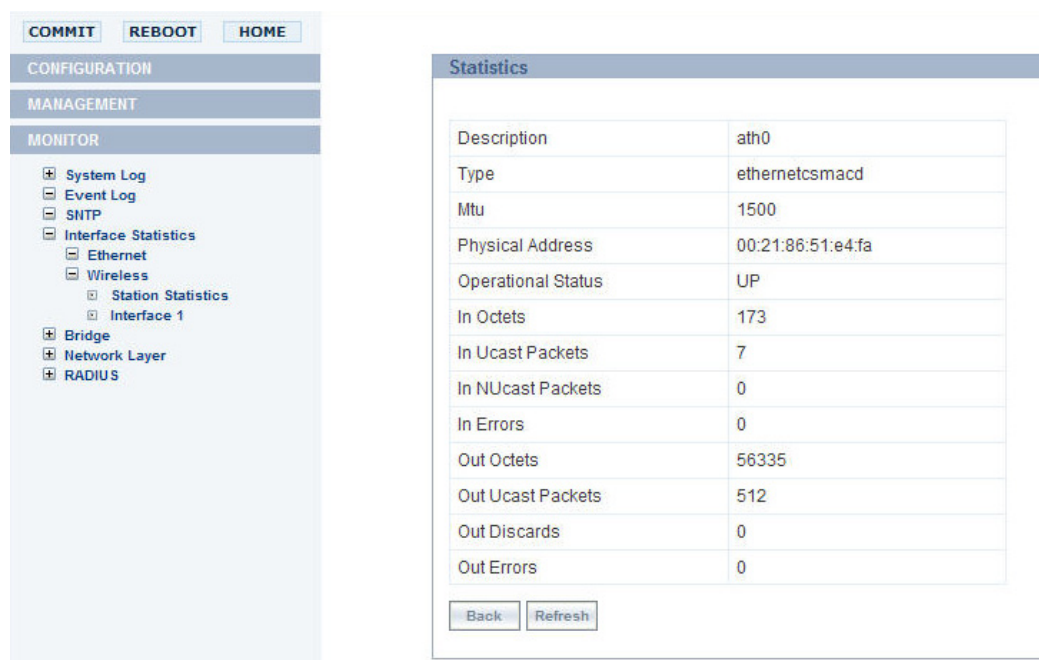 COMMIT REBOOT HOME
CONFIGURATION
MANAGEMENT
MONITOR
System Log
Event Log
SNTP
Interface Statistics
Ethernet
Wireless
Station Statistics
Interface 1
Bridge
Network Layer
RADIUS
Statistics
Description ath0
Type ethernetcsmacd
Mtu 1500
Physical Address 00:21:86:51:e4:fa
Operational Status UP
In Octets 173
In Ucast Packets 7
In NUcast Packets 0
In Errors 0
Out Octets 56335
Out Ucast Packets 512
Out Discards 0
Out Errors 0
Back Refresh